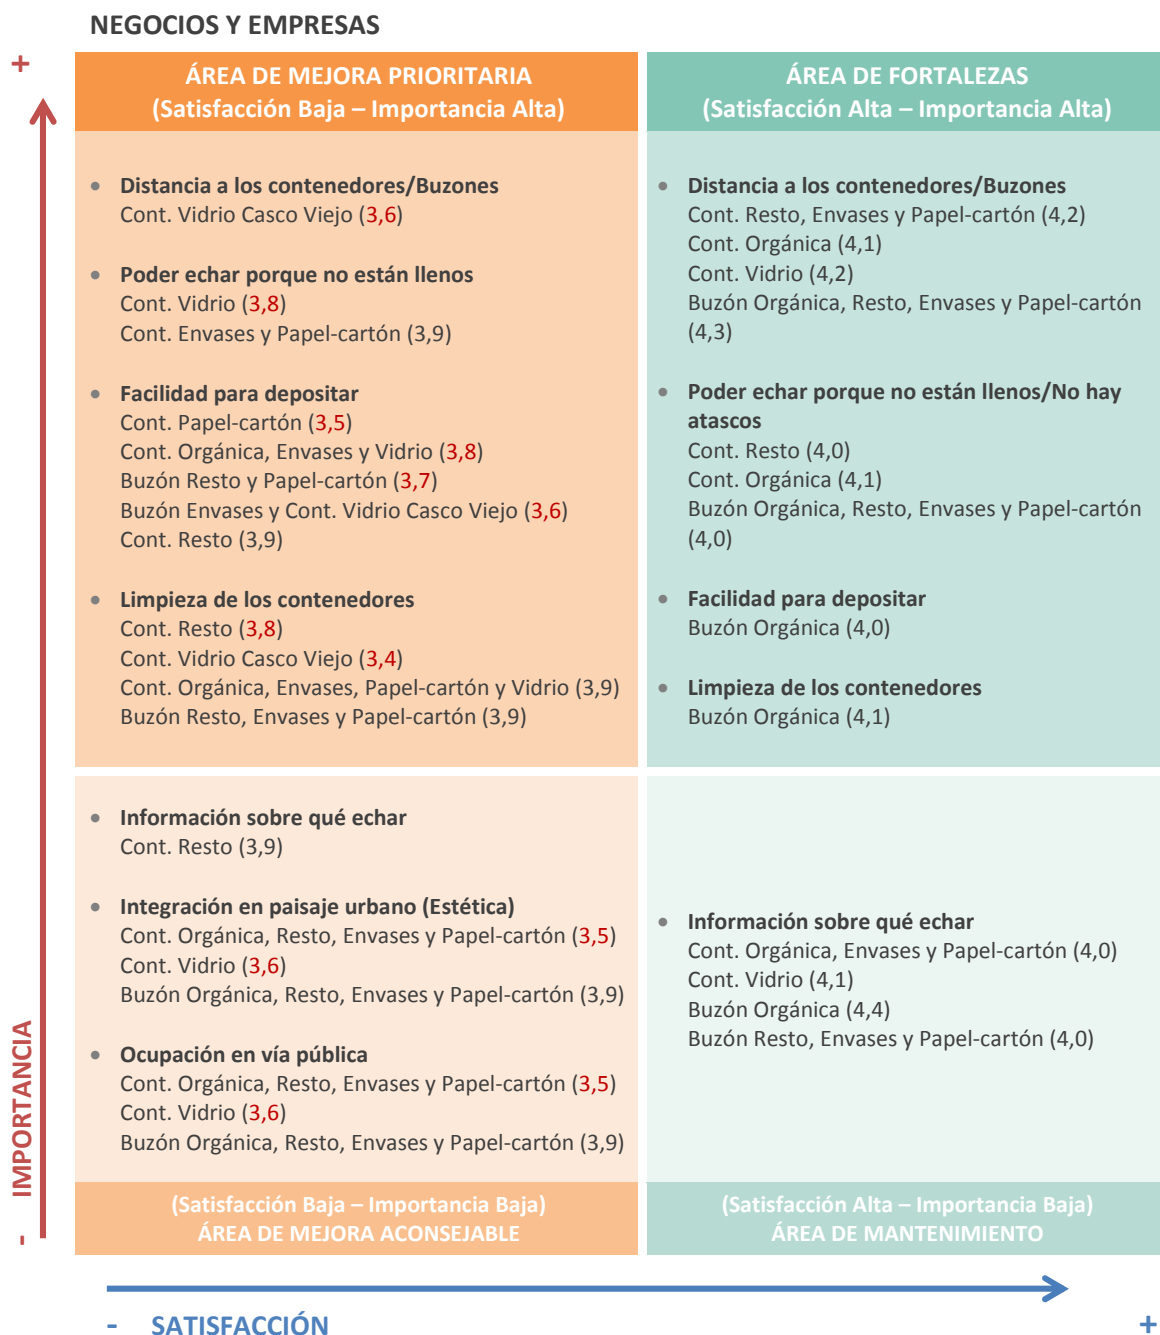 NEGOCIOS Y EMPRESAS
+
ÁREA DE MEJORA PRIORITARIA
(Satisfacción Baja – Importancia Alta)
• Distancia a los contenedores/Buzones
Cont. Vidrio Casco Viejo (3,6)
• Poder echar porque no están llenos
Cont. Vidrio (3,8)
Cont. Envases y Papel-cartón (3,9)
• Facilidad para depositar
Cont. Papel-cartón (3,5)
Cont. Orgánica, Envases y Vidrio (3,8)
Buzón Resto y Papel-cartón (3,7)
Buzón Envases y Cont. Vidrio Casco Viejo (3,6)
Cont. Resto (3,9)
• Limpieza de los contenedores
Cont. Resto (3,8)
Cont. Vidrio Casco Viejo (3,4)
Cont. Orgánica, Envases, Papel-cartón y Vidrio (3,9)
Buzón Resto, Envases y Papel-cartón (3,9)
ÁREA DE FORTALEZAS
(Satisfacción Alta – Importancia Alta)
• Distancia a los contenedores/Buzones
Cont. Resto, Envases y Papel-cartón (4,2)
Cont. Orgánica (4,1)
Cont. Vidrio (4,2)
Buzón Orgánica, Resto, Envases y Papel-cartón
(4,3)
• Poder echar porque no están llenos/No hay
atascos
Cont. Resto (4,0)
Cont. Orgánica (4,1)
Buzón Orgánica, Resto, Envases y Papel-cartón
(4,0)
• Facilidad para depositar
Buzón Orgánica (4,0)
• Limpieza de los contenedores
Buzón Orgánica (4,1)
• Información sobre qué echar
Cont. Resto (3,9)
• Integración en paisaje urbano (Estética)
Cont. Orgánica, Resto, Envases y Papel-cartón (3,5)
Cont. Vidrio (3,6)
Buzón Orgánica, Resto, Envases y Papel-cartón (3,9)
• Ocupación en vía pública
Cont. Orgánica, Resto, Envases y Papel-cartón (3,5)
Cont. Vidrio (3,6)
Buzón Orgánica, Resto, Envases y Papel-cartón (3,9)
(Satisfacción Baja – Importancia Baja)
ÁREA DE MEJORA ACONSEJABLE
• Información sobre qué echar
Cont. Orgánica, Envases y Papel-cartón (4,0)
Cont. Vidrio (4,1)
Buzón Orgánica (4,4)
Buzón Resto, Envases y Papel-cartón (4,0)
(Satisfacción Alta – Importancia Baja)
ÁREA DE MANTENIMIENTO
- IMPORTANCIA
- SATISFACCIÓN +